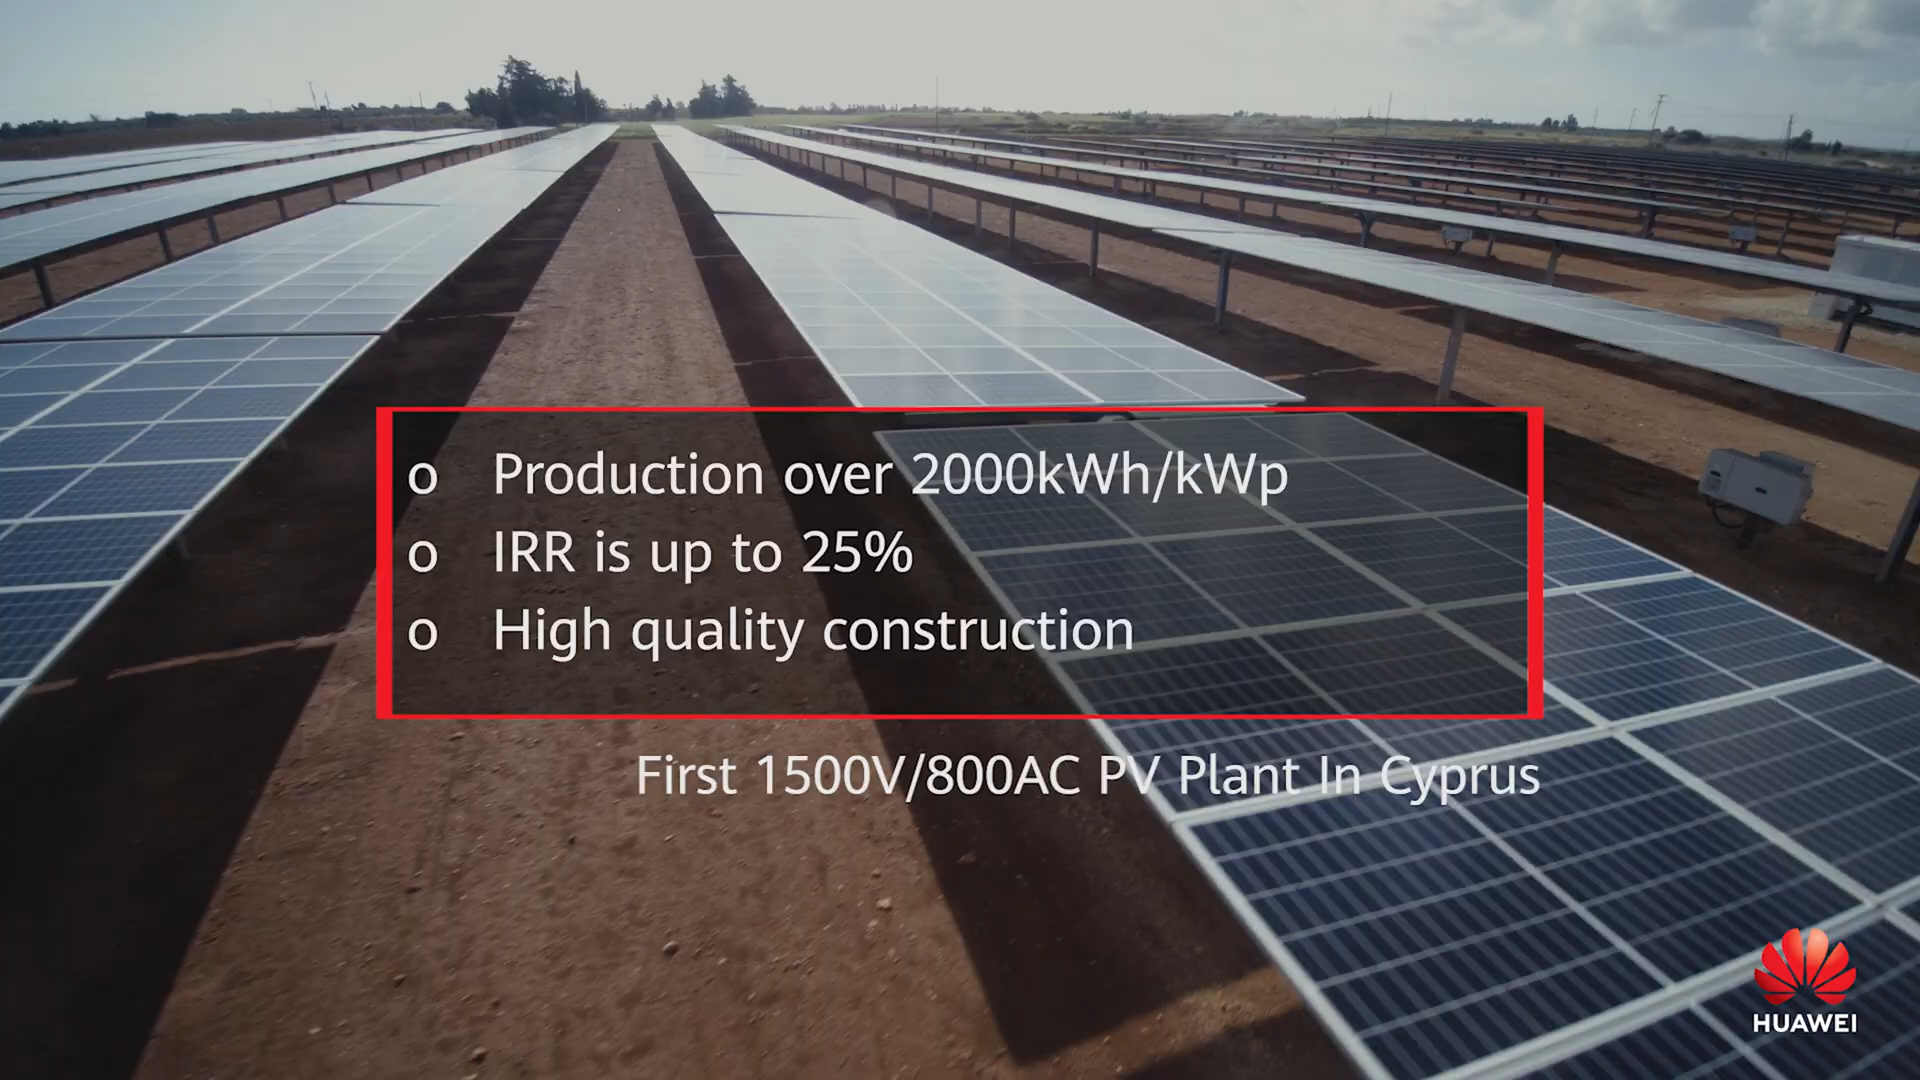 o Production over 2000kWh/kWp
o IRR is up to 25%
o High quality construction
First 1500V/800AC PV Plant In Cyprus
HUAWEI